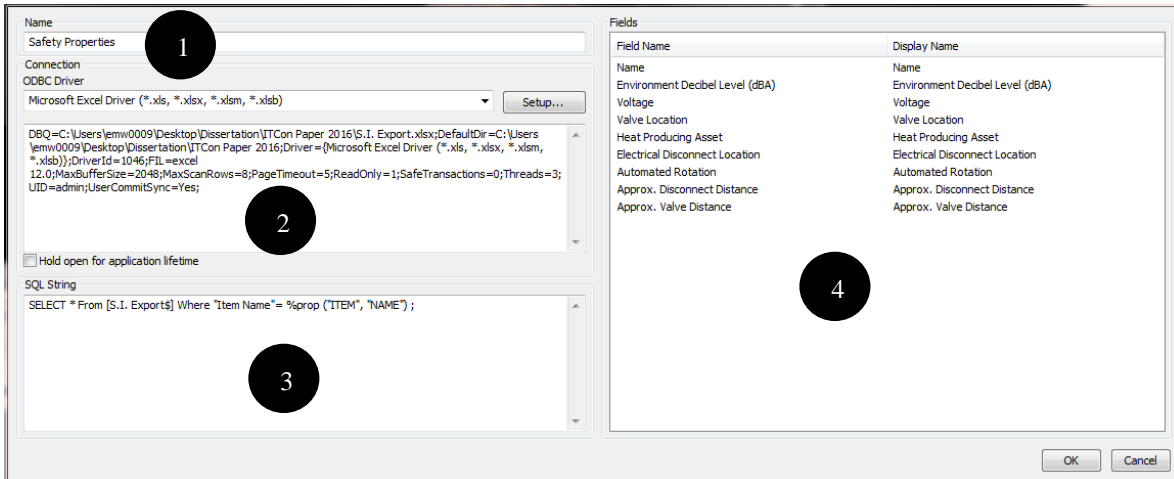 Name
Safety Properties
1
Connection
ODBC Driver
Microsoft Excel Driver (*.xls, *.xlsx, *.xlsm, *.xlsb)
Setup...
DBQ=C:\Users\emw0009\Desktop\Dissertation\ITCon Paper 2016\S.I. Export.xlsx;DefaultDir=C:\Users
\emw0009\Desktop\Dissertation\ITCon Paper 2016;Driver={Microsoft Excel Driver (*.xls, *.xlsx, *.xlsm,
*.xlsb)};DriverId=1046;FIL=excel
12.0;MaxBufferSize=2048;MaxScanRows=8;PageTimeout=5;ReadOnly=1;SafeTransactions=0;Threads=3;
UID=admin;UserCommitSync=Yes;
2
Hold open for application lifetime
SQL String
SELECT * From [S.I. Export$] Where "Item Name"= %prop ("ITEM", "NAME") ;
3
Fields
Field Name Display Name
Name Name
Environment Decibel Level (dBA) Environment Decibel Level (dBA)
Voltage Voltage
Valve Location Valve Location
Heat Producing Asset Heat Producing Asset
Electrical Disconnect Location Electrical Disconnect Location
Automated Rotation Automated Rotation
Approx. Disconnect Distance Approx. Disconnect Distance
Approx. Valve Distance Approx. Valve Distance
4
OK Cancel